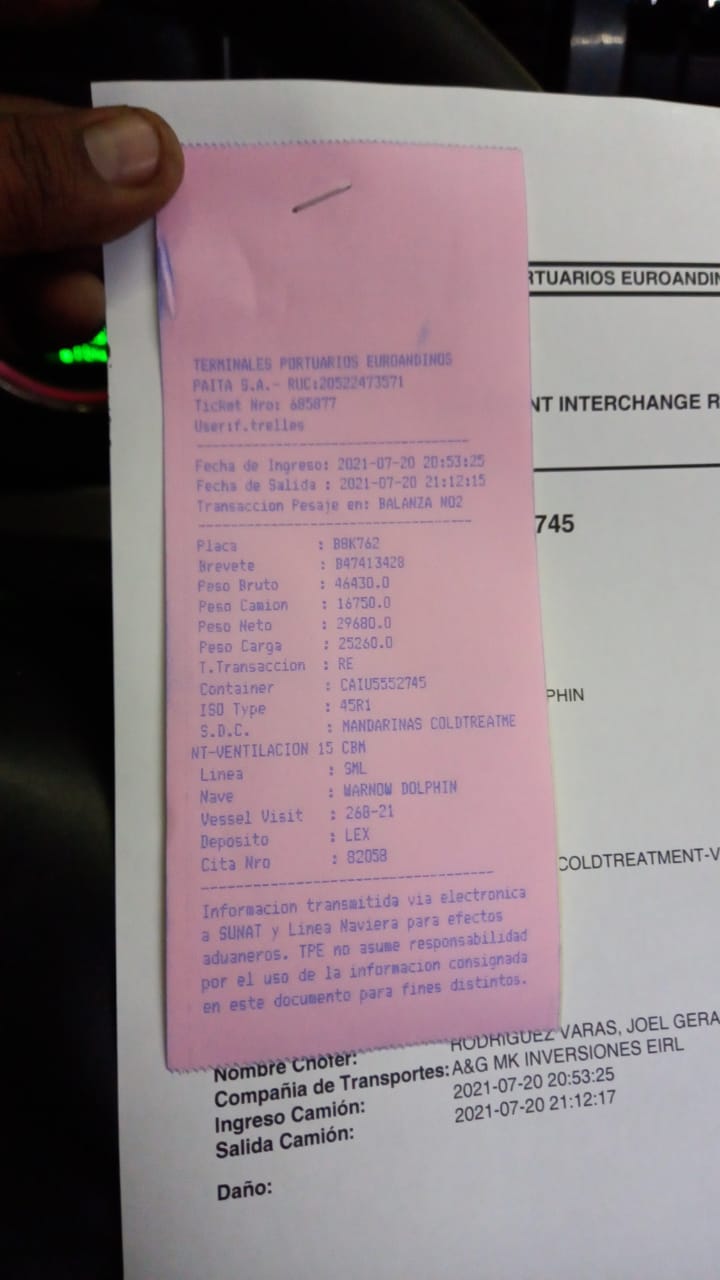 TERMINALES PORTUARIOS EUROANDINOS
PAITA S.A.- RUC:20522473571
Ticket Nro: 685877
User:f.trelles
Fecha de Ingreso: 2021-07-20 20:53:25
Fecha de Salida : 2021-07-20 21:12:15
Transaccion Pesaje en: BALANZA NO2
Placa : B8K762
Brevete : B47413428
Peso Bruto : 46430.0
Peso Camion : 16750.0
Peso Neto : 29680.0
Peso Carga : 25260.0
T.Transaccion : RE
Container : CAIU5552745
ISO Type : 45R1
S.D.C. : MANDARINAS COLDTREATME
NT-VENTILACION 15 CBM
Linea : SML
Nave : WARNOW DOLPHIN
Vessel Visit : 268-21
Deposito : LEX
Cita Nro : 82058
Informacion transmitida via electronica
a SUNAT y Linea Naviera para efectos
aduaneros. TPE no asume responsabilidad
por el uso de la informacion consignada
en este documento para fines distintos.
RTUARIOS EUROANDIN
NT INTERCHANGE R
745
PHIN
COLDTREATMENT-V
Nombre Chofer: RODRIGUEZ VARAS, JOEL GERA
Compañia de Transportes: A&G MK INVERSIONES EIRL
Ingreso Camión: 2021-07-20 20:53:25
Salida Camión: 2021-07-20 21:12:17
Daño: